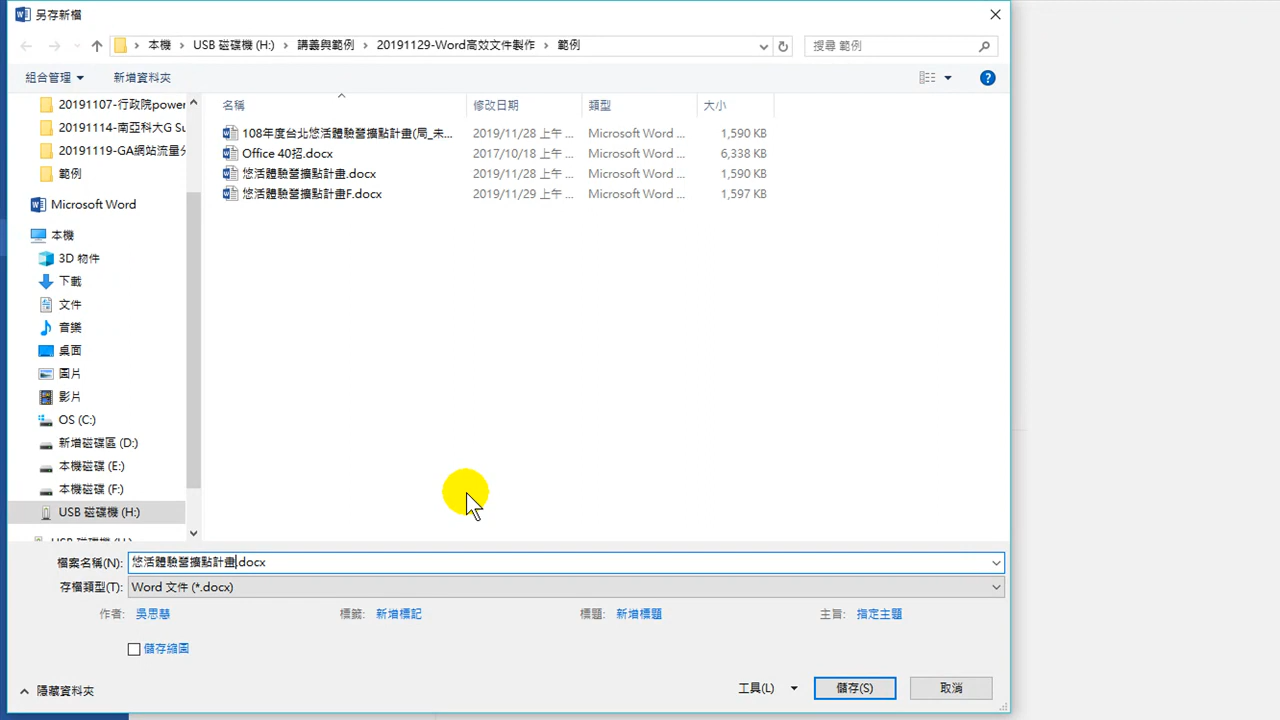 另存新檔
本機 › USB 磁碟機 (H:) › 講義與範例 › 20191129-Word高效文件製作 › 範例
搜尋 範例
組合管理 新增資料夾
名稱 修改日期 類型 大小
20191107-行政院power
20191114-南亞科大G Su
20191119-GA網站流量分
範例
Microsoft Word
本機
3D 物件
下載
文件
音樂
桌面
圖片
影片
OS (C:)
新增磁碟區 (D:)
本機磁碟 (E:)
本機磁碟 (F:)
USB 磁碟機 (H:)
108年度台北悠活體驗營擴點計畫(局_未... 2019/11/28 上午 ... Microsoft Word ... 1,590 KB
Office 40招.docx 2017/10/18 上午 ... Microsoft Word ... 6,338 KB
悠活體驗營擴點計畫.docx 2019/11/28 上午 ... Microsoft Word ... 1,590 KB
悠活體驗營擴點計畫F.docx 2019/11/29 上午 ... Microsoft Word ... 1,597 KB
檔案名稱(N): 悠活體驗營擴點計畫.docx
存檔類型(T): Word 文件 (*.docx)
作者: 吳思慧 標籤: 新增標記 標題: 新增標題 主旨: 指定主題
儲存縮圖
隱藏資料夾 工具(L) 儲存(S) 取消